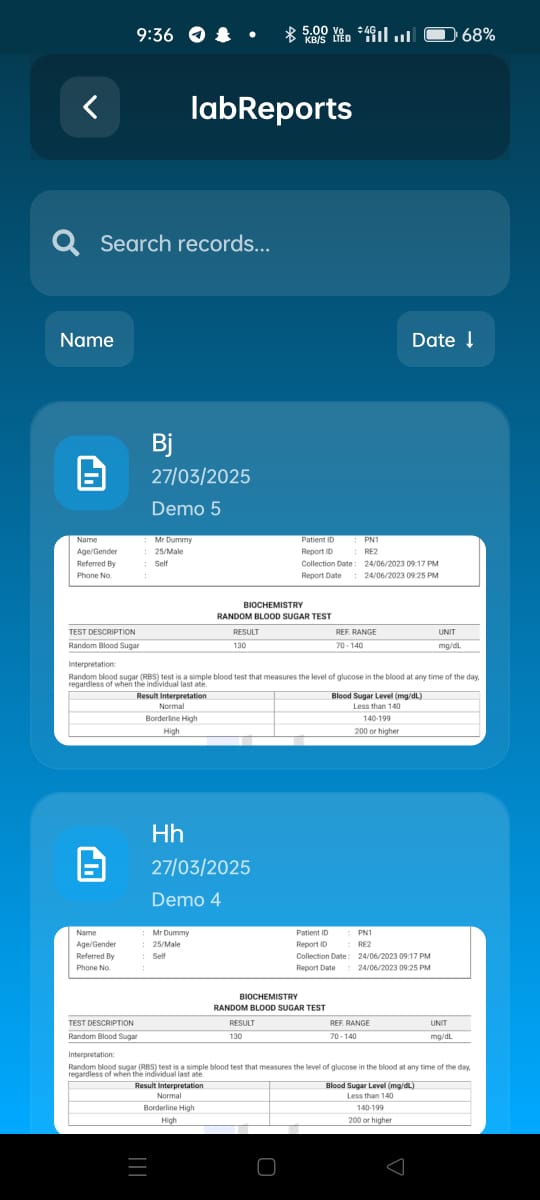 9:36 5.00 KB/S Vo LTE 4G 68%
labReports
Search records...
Name Date ↓
Bj
27/03/2025
Demo 5
Name : Mr Dummy Patient ID : PN1
Age/Gender : 25/Male Report ID : RE2
Referred By : Self Collection Date : 24/06/2023 09:17 PM
Phone No. : Report Date : 24/06/2023 09:25 PM
BIOCHEMISTRY
RANDOM BLOOD SUGAR TEST
TEST DESCRIPTION RESULT REF. RANGE UNIT
Random Blood Sugar 130 70 - 140 mg/dL
Interpretation:
Random blood sugar (RBS) test is a simple blood test that measures the level of glucose in the blood at any time of the day,
regardless of when the individual last ate.
Result Interpretation Blood Sugar Level (mg/dL)
Normal Less than 140
Borderline High 140-199
High 200 or higher
Hh
27/03/2025
Demo 4
Name : Mr Dummy Patient ID : PN1
Age/Gender : 25/Male Report ID : RE2
Referred By : Self Collection Date : 24/06/2023 09:17 PM
Phone No. : Report Date : 24/06/2023 09:25 PM
BIOCHEMISTRY
RANDOM BLOOD SUGAR TEST
TEST DESCRIPTION RESULT REF. RANGE UNIT
Random Blood Sugar 130 70 - 140 mg/dL
Interpretation:
Random blood sugar (RBS) test is a simple blood test that measures the level of glucose in the blood at any time of the day,
regardless of when the individual last ate.
Result Interpretation Blood Sugar Level (mg/dL)
Normal Less than 140
Borderline High 140-199
High 200 or higher